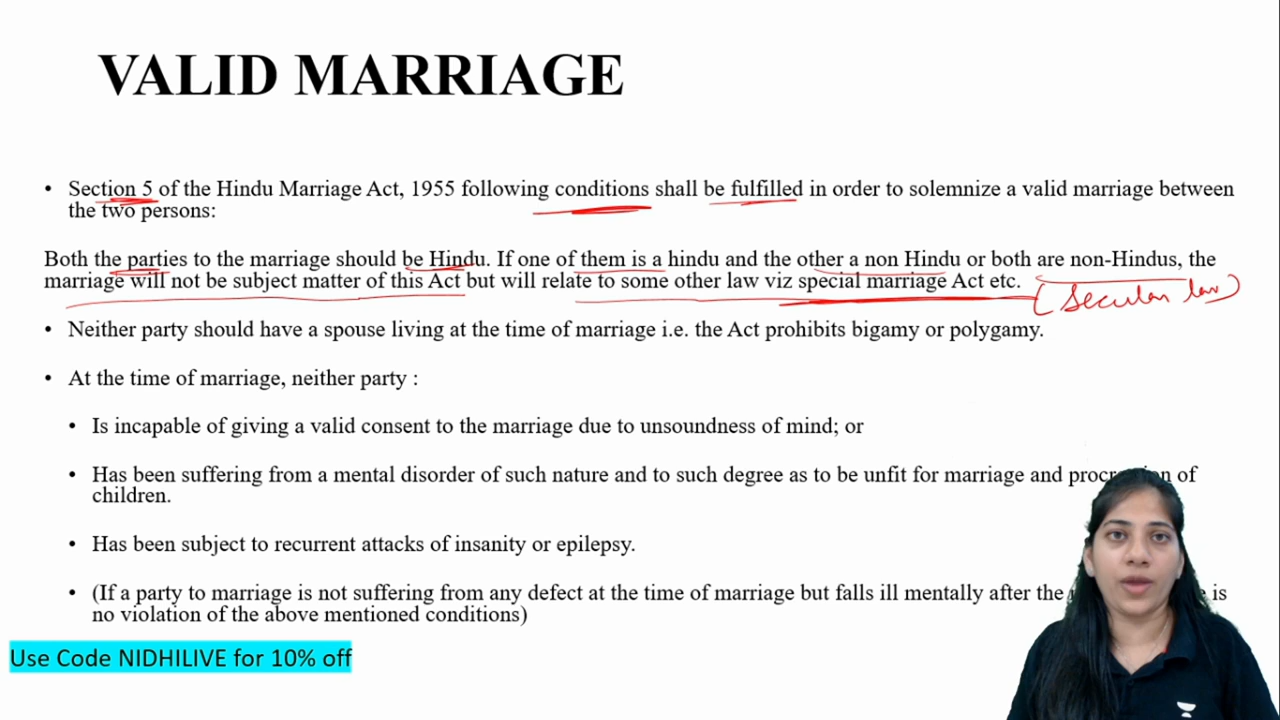 VALID MARRIAGE
• Section 5 of the Hindu Marriage Act, 1955 following conditions shall be fulfilled in order to solemnize a valid marriage between
the two persons:
Both the parties to the marriage should be Hindu. If one of them is a hindu and the other a non Hindu or both are non-Hindus, the
marriage will not be subject matter of this Act but will relate to some other law viz special marriage Act etc.
(Secular law)
• Neither party should have a spouse living at the time of marriage i.e. the Act prohibits bigamy or polygamy.
• At the time of marriage, neither party :
• Is incapable of giving a valid consent to the marriage due to unsoundness of mind; or
• Has been suffering from a mental disorder of such nature and to such degree as to be unfit for marriage and of
children.
• Has been subject to recurrent attacks of insanity or epilepsy.
• (If a party to marriage is not suffering from any defect at the time of marriage but falls ill mentally after the is
no violation of the above mentioned conditions)
Use Code NIDHILIVE for 10% off